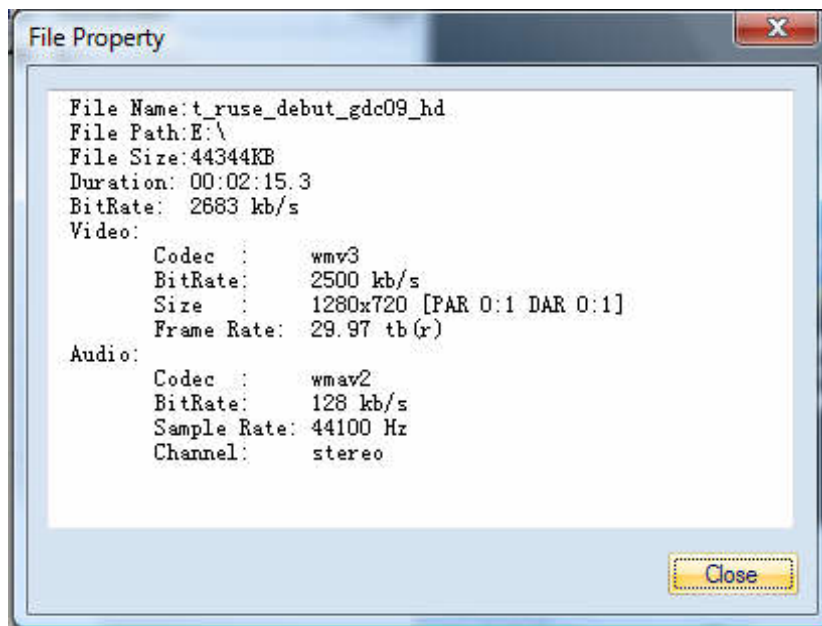 File Property
File Name:t_ruse_debut_gdc09_hd
File Path:E:\
File Size:44344KB
Duration: 00:02:15.3
BitRate: 2683 kb/s
Video:
Codec : wmv3
BitRate: 2500 kb/s
Size : 1280x720 [PAR 0:1 DAR 0:1]
Frame Rate: 29.97 tb(r)
Audio:
Codec : wmav2
BitRate: 128 kb/s
Sample Rate: 44100 Hz
Channel: stereo
Close